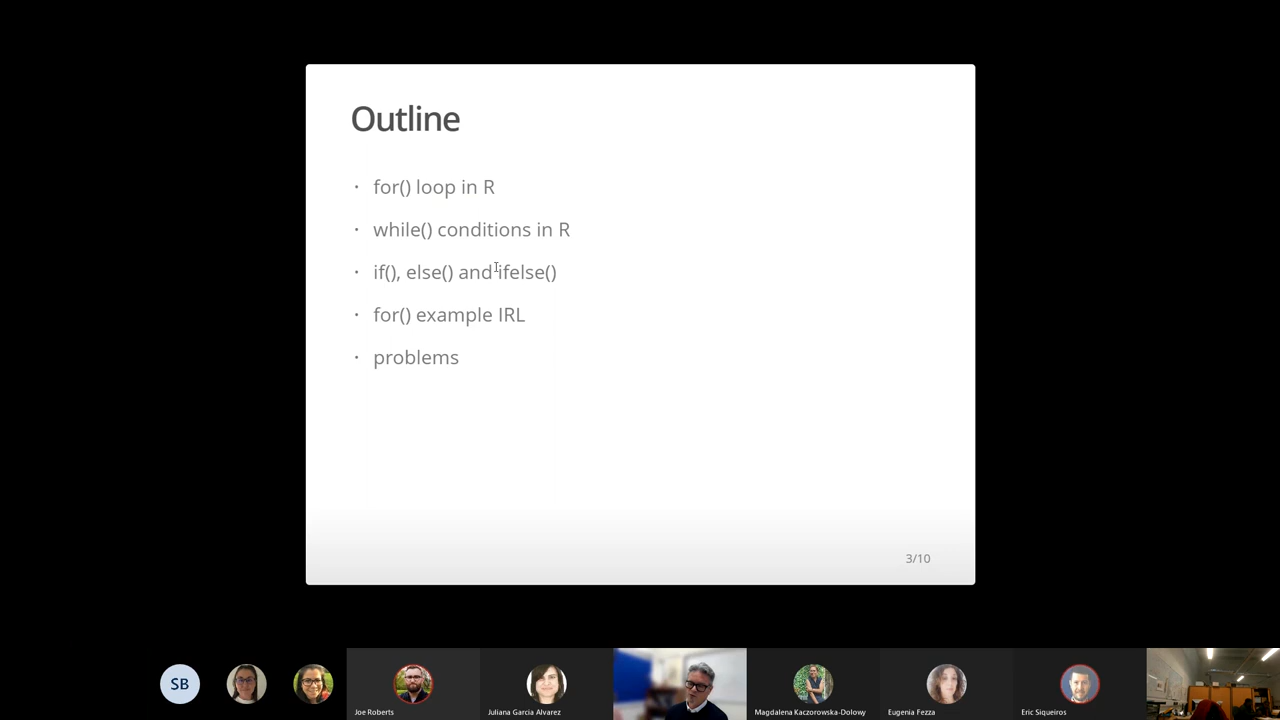 Outline
· for() loop in R
· while() conditions in R
· if(), else() and ifelse()
· for() example IRL
· problems
3/10
SB
Joe Roberts
Juliana Garcia Alvarez
Magdalena Kaczorowska-Dolowy
Eugenia Fezza
Eric Siqueiros